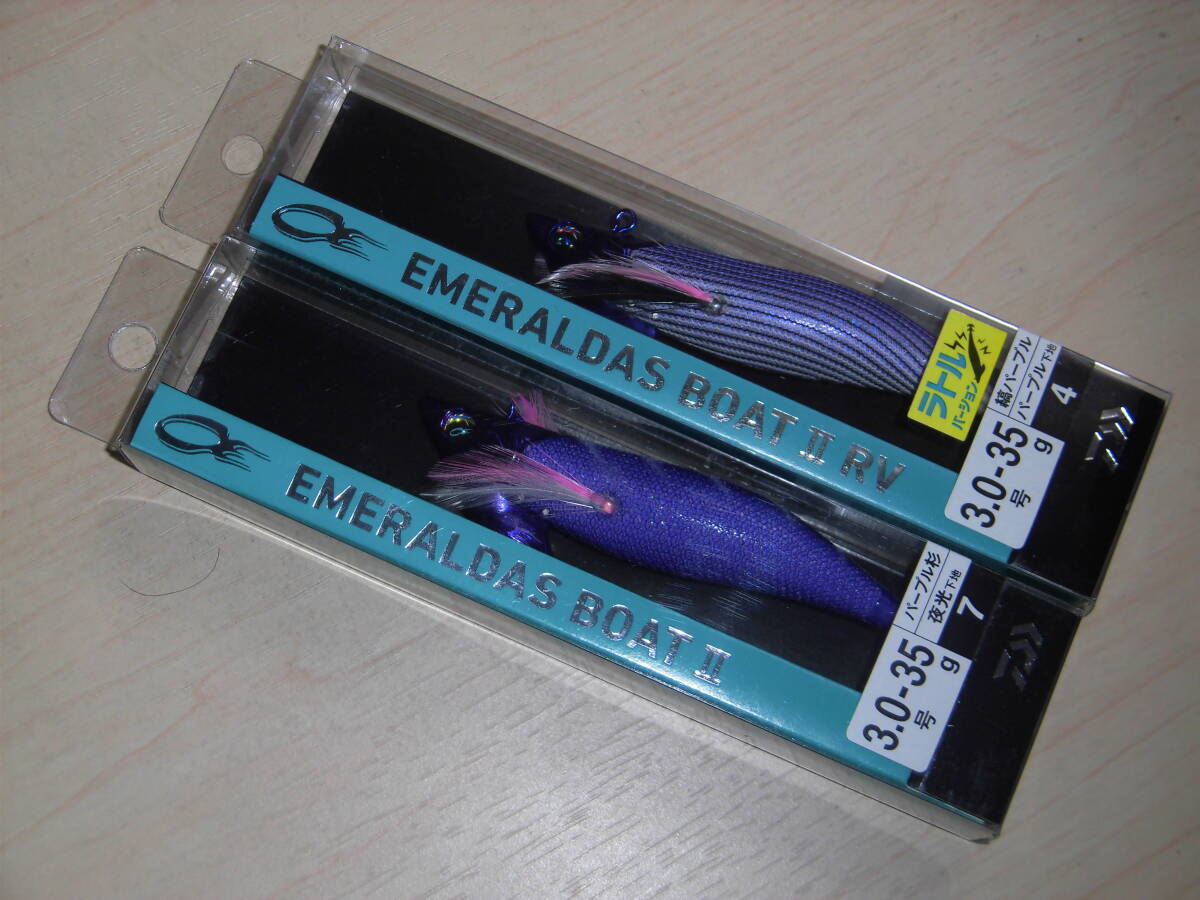 EMERALDAS BOAT II RV
ラトル
バージョン
縞パープル
パープル下地
4
3.0-35
号 g
EMERALDAS BOAT II
パープル杉
夜光下地
7
3.0-35
号 g